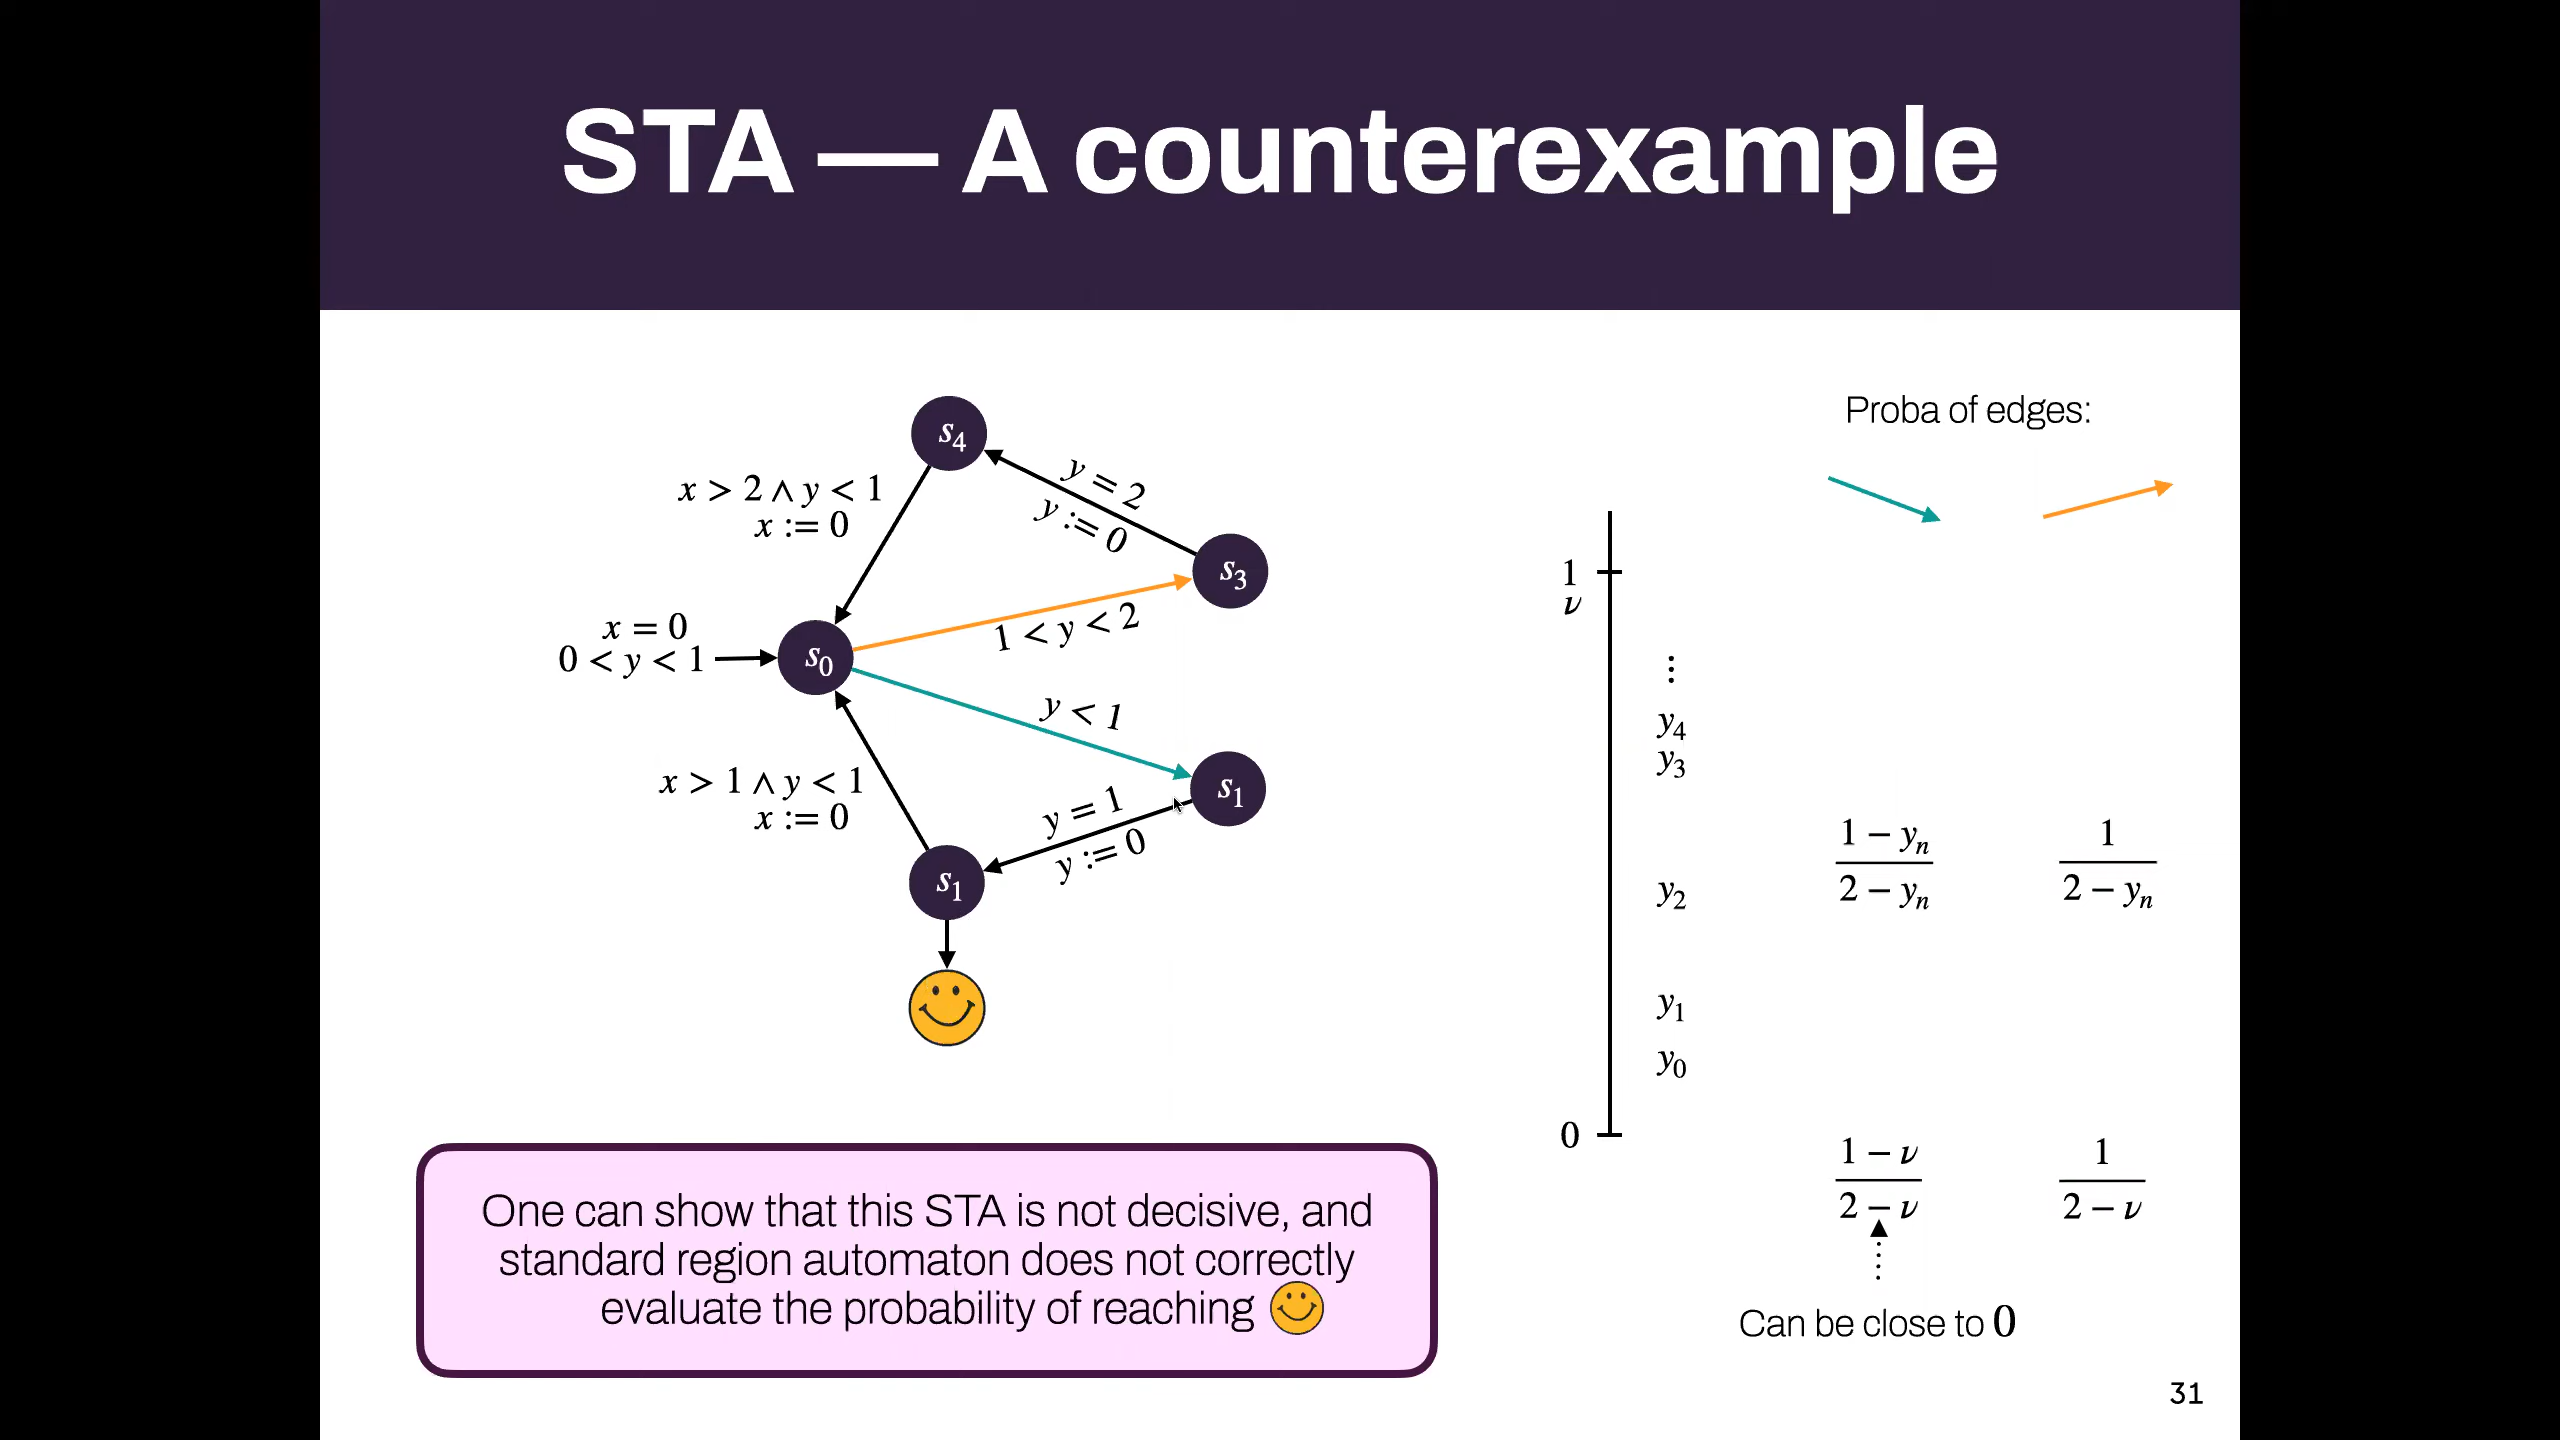 STA — A counterexample
s4
y = 2
y := 0
x > 2 ∧ y < 1
x := 0
s3
1 < y < 2
x = 0
0 < y < 1
s0
y < 1
x > 1 ∧ y < 1
x := 0
s1
y = 1
y := 0
s1
One can show that this STA is not decisive, and
standard region automaton does not correctly
evaluate the probability of reaching
Proba of edges:
1
ν
⋮
y4
y3
y2
y1
y0
0
1 − yn
2 − yn
1
2 − yn
1 − ν
2 − ν
1
2 − ν
Can be close to 0
31